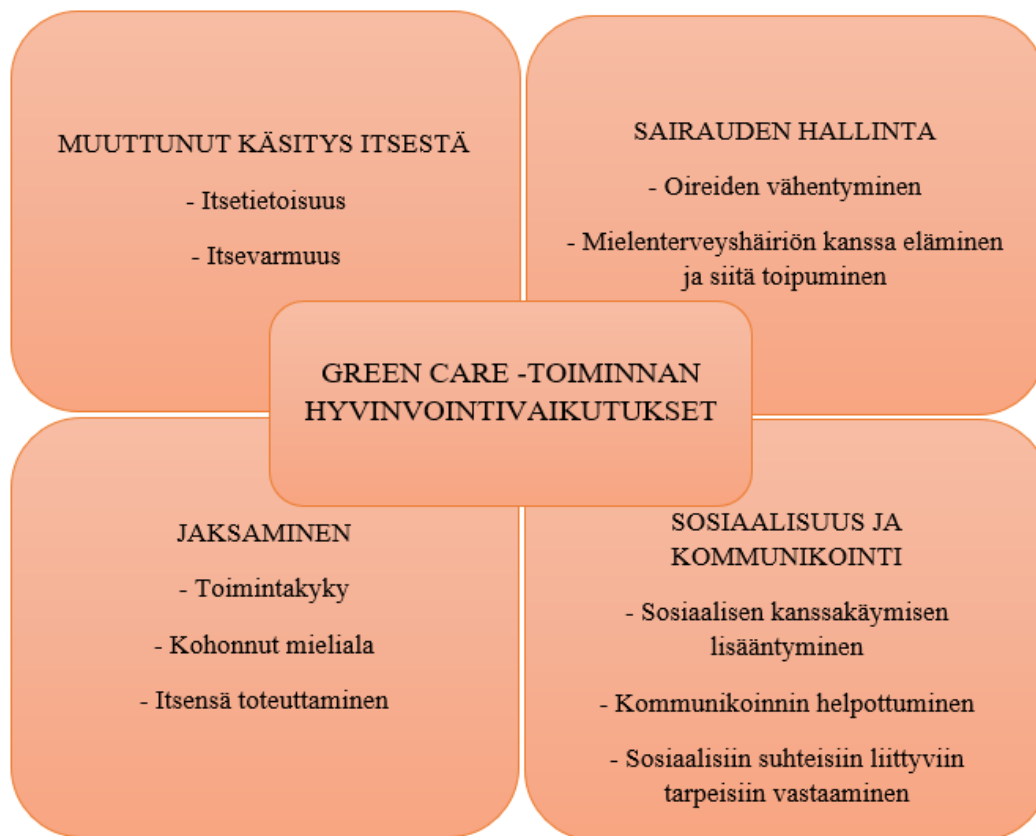 MUUTTUNUT KÄSITYS ITSESTÄ
- Itsetietoisuus
- Itsevarmuus
SAIRAUDEN HALLINTA
- Oireiden vähentyminen
- Mielenterveyshäiriön kanssa eläminen
ja siitä toipuminen
GREEN CARE -TOIMINNAN
HYVINVOINTIVAIKUTUKSET
JAKSAMINEN
- Toimintakyky
- Kohonnut mieliala
- Itsensä toteuttaminen
SOSIAALISUUS JA
KOMMUNIKOINTI
- Sosiaalisen kanssakäymisen
lisääntyminen
- Kommunikoinnin helpottuminen
- Sosiaalisiin suhteisiin liittyviin
tarpeisiin vastaaminen